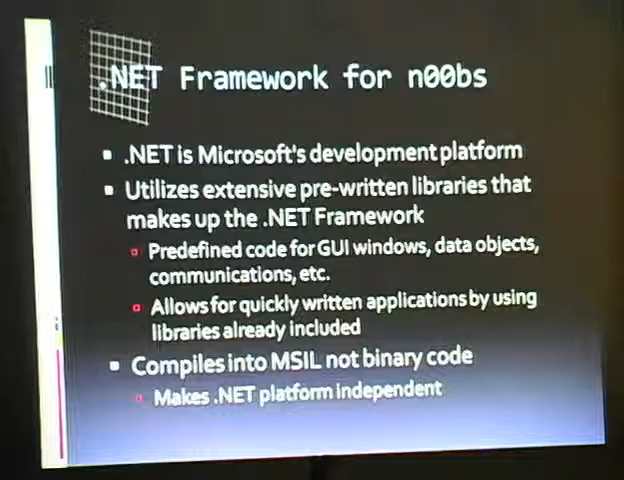 .NET Framework for n00bs
.NET is Microsoft's development platform
Utilizes extensive pre-written libraries that
makes up the .NET Framework
Predefined code for GUI windows, data objects,
communications, etc.
Allows for quickly written applications by using
libraries already included
Compiles into MSIL not binary code
Makes .NET platform independent